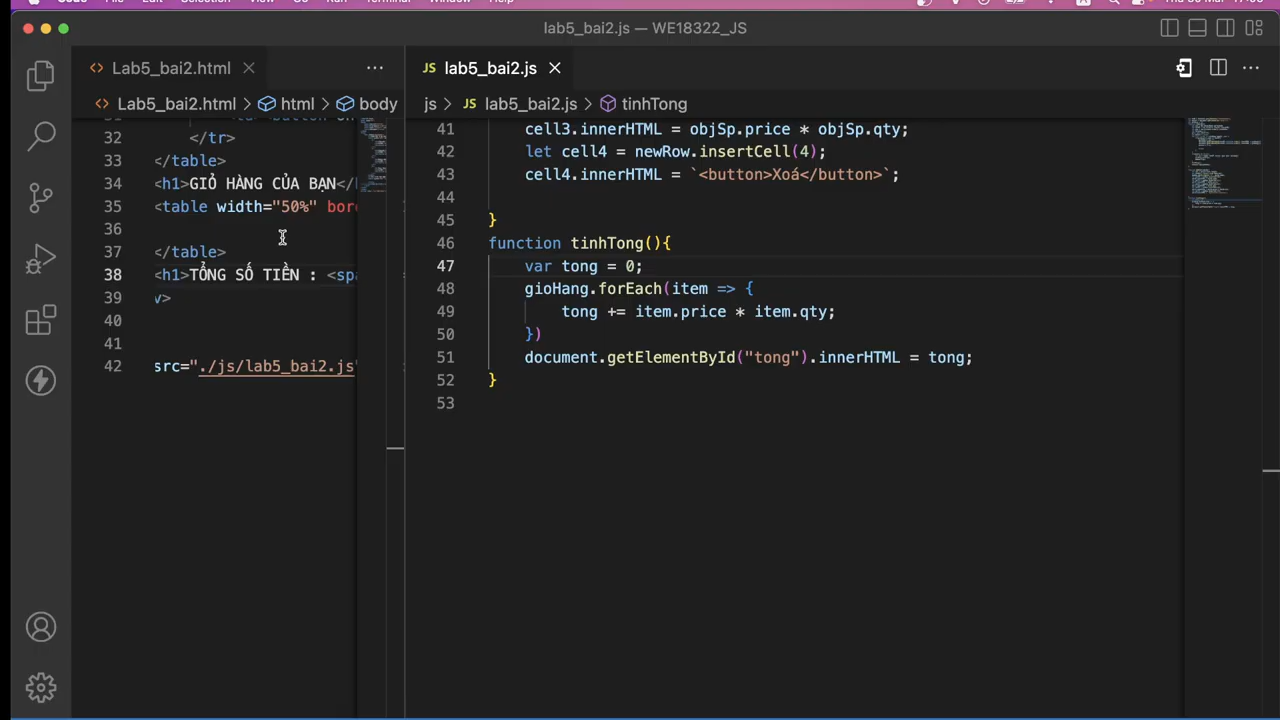 lab5_bai2.js — WE18322_JS
Lab5_bai2.html
Lab5_bai2.html > html > body
32 </tr>
33 </table>
34 <h1>GIỎ HÀNG CỦA BẠN</
35 <table width="50%" bor
36
37 </table>
38 <h1>TỔNG SỐ TIỀN : <spa
39 v>
40
41
42 src="./js/lab5_bai2.js"
JS lab5_bai2.js
js > JS lab5_bai2.js > tinhTong
41 cell3.innerHTML = objSp.price * objSp.qty;
42 let cell4 = newRow.insertCell(4);
43 cell4.innerHTML = `<button>Xoá</button>`;
44
45 }
46 function tinhTong(){
47 var tong = 0;
48 gioHang.forEach(item => {
49 tong += item.price * item.qty;
50 })
51 document.getElementById("tong").innerHTML = tong;
52 }
53